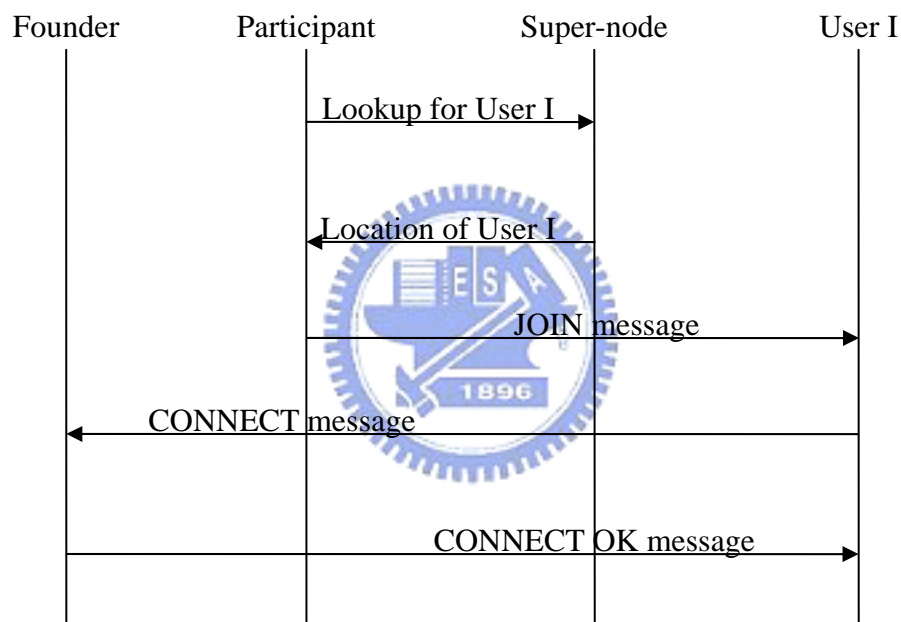 Founder Participant Super-node User I
Lookup for User I
Location of User I
E S A
JOIN message
1896
CONNECT message
CONNECT OK message